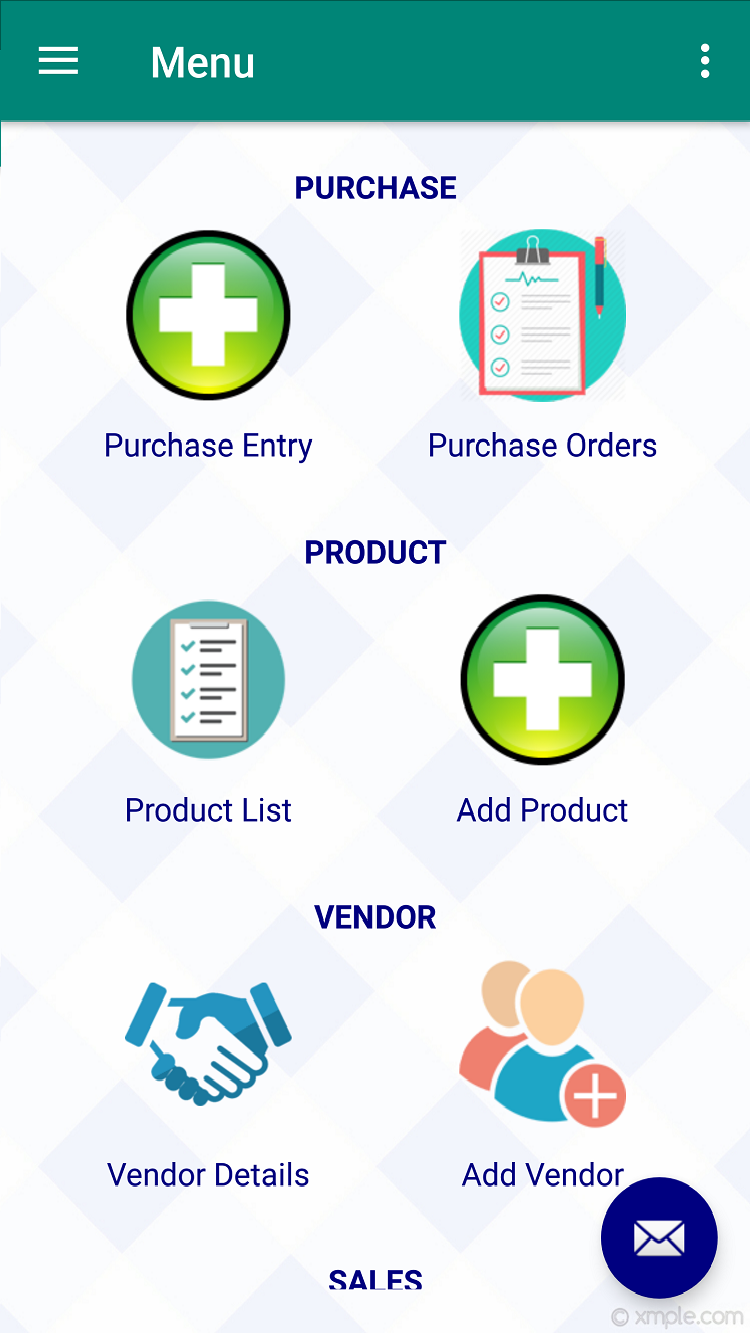 Menu
PURCHASE
Purchase Entry
Purchase Orders
PRODUCT
Product List
Add Product
VENDOR
Vendor Details
Add Vendor
SALES
© xmple.com